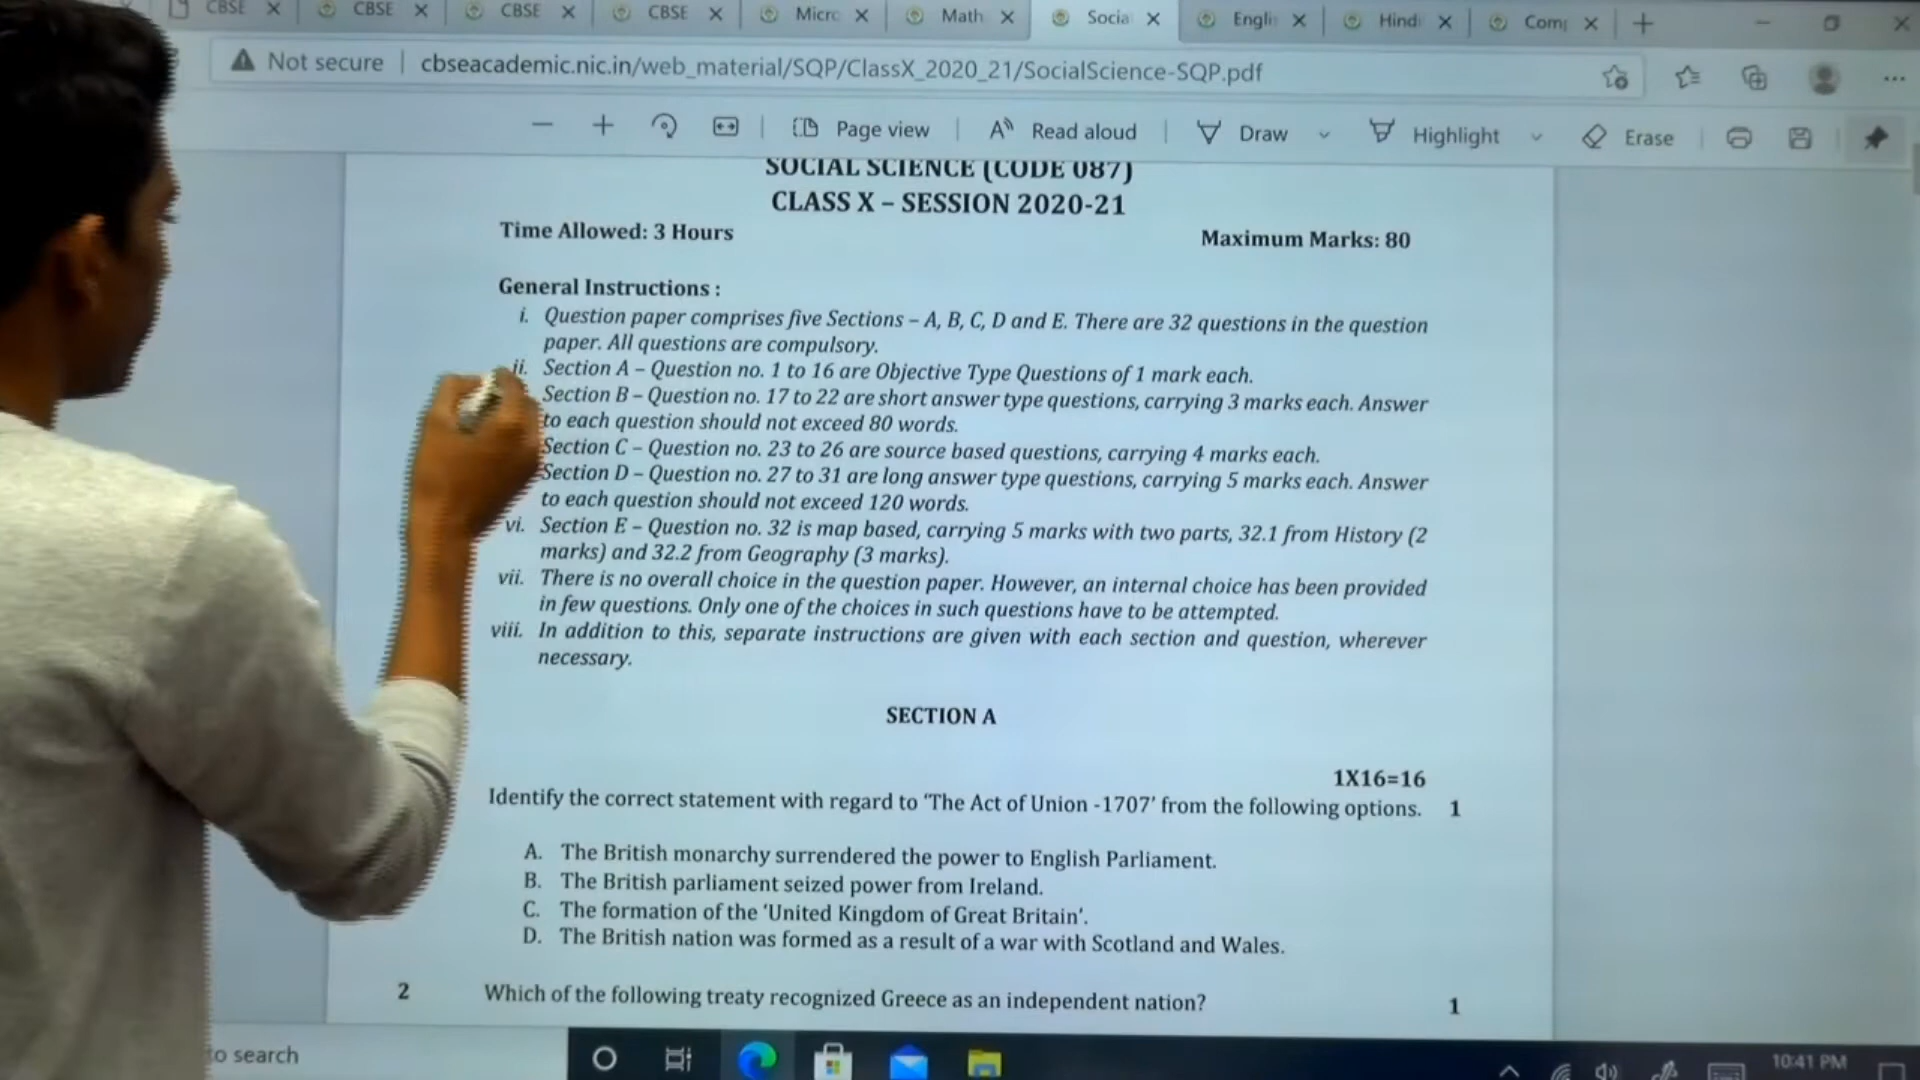 CBSE CBSE CBSE CBSE Micro Math Socia Englis Hindi Comp
Not secure cbseacademic.nic.in/web_material/SQP/ClassX_2020_21/SocialScience-SQP.pdf
Page view Read aloud Draw Highlight Erase
SOCIAL SCIENCE (CODE 087)
CLASS X – SESSION 2020-21
Time Allowed: 3 Hours Maximum Marks: 80
General Instructions :
i. Question paper comprises five Sections – A, B, C, D and E. There are 32 questions in the question
paper. All questions are compulsory.
ii. Section A – Question no. 1 to 16 are Objective Type Questions of 1 mark each.
Section B – Question no. 17 to 22 are short answer type questions, carrying 3 marks each. Answer
to each question should not exceed 80 words.
Section C – Question no. 23 to 26 are source based questions, carrying 4 marks each.
Section D – Question no. 27 to 31 are long answer type questions, carrying 5 marks each. Answer
to each question should not exceed 120 words.
vi. Section E – Question no. 32 is map based, carrying 5 marks with two parts, 32.1 from History (2
marks) and 32.2 from Geography (3 marks).
vii. There is no overall choice in the question paper. However, an internal choice has been provided
in few questions. Only one of the choices in such questions have to be attempted.
viii. In addition to this, separate instructions are given with each section and question, wherever
necessary.
SECTION A
1X16=16
Identify the correct statement with regard to ‘The Act of Union -1707’ from the following options. 1
A. The British monarchy surrendered the power to English Parliament.
B. The British parliament seized power from Ireland.
C. The formation of the ‘United Kingdom of Great Britain’.
D. The British nation was formed as a result of a war with Scotland and Wales.
2 Which of the following treaty recognized Greece as an independent nation? 1
to search
10:41 PM